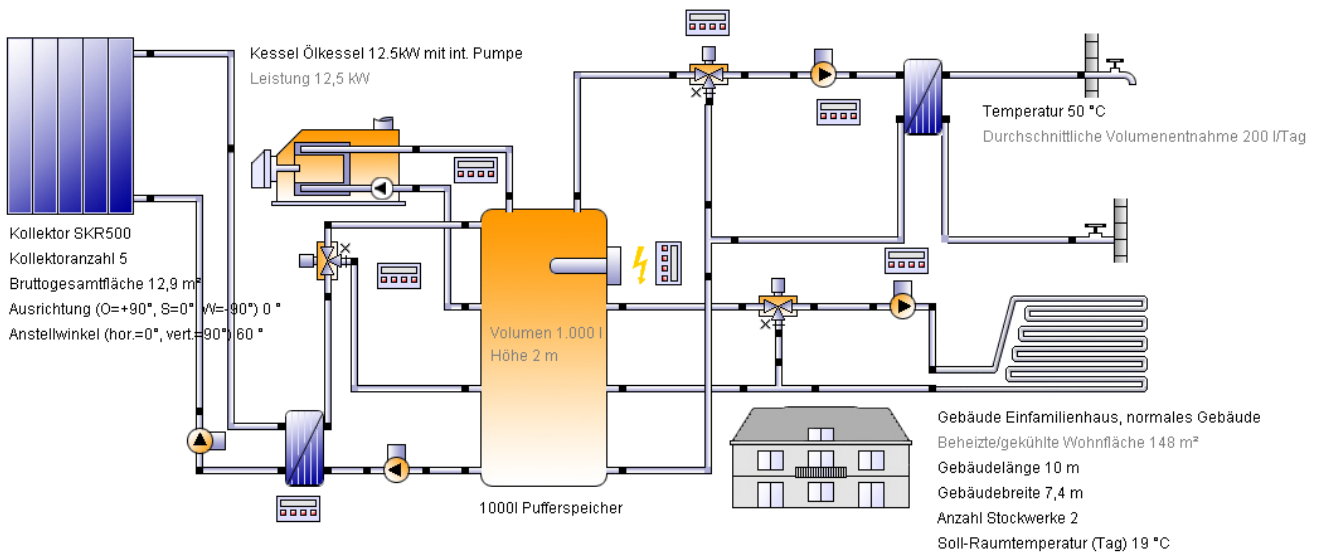 Kessel Ölkessel 12.5kW mit int. Pumpe
Leistung 12,5 kW
Temperatur 50 °C
Durchschnittliche Volumenentnahme 200 l/Tag
Kollektor SKR500
Kollektoranzahl 5
Bruttogesamtfläche 12,9 m²
Ausrichtung (O=+90°, S=0°, W=-90°) 0 °
Anstellwinkel (hor.=0°, vert.=90°) 60 °
Volumen 1.000 l
Höhe 2 m
1000l Pufferspeicher
Gebäude Einfamilienhaus, normales Gebäude
Beheizte/gekühlte Wohnfläche 148 m²
Gebäudelänge 10 m
Gebäudebreite 7,4 m
Anzahl Stockwerke 2
Soll-Raumtemperatur (Tag) 19 °C